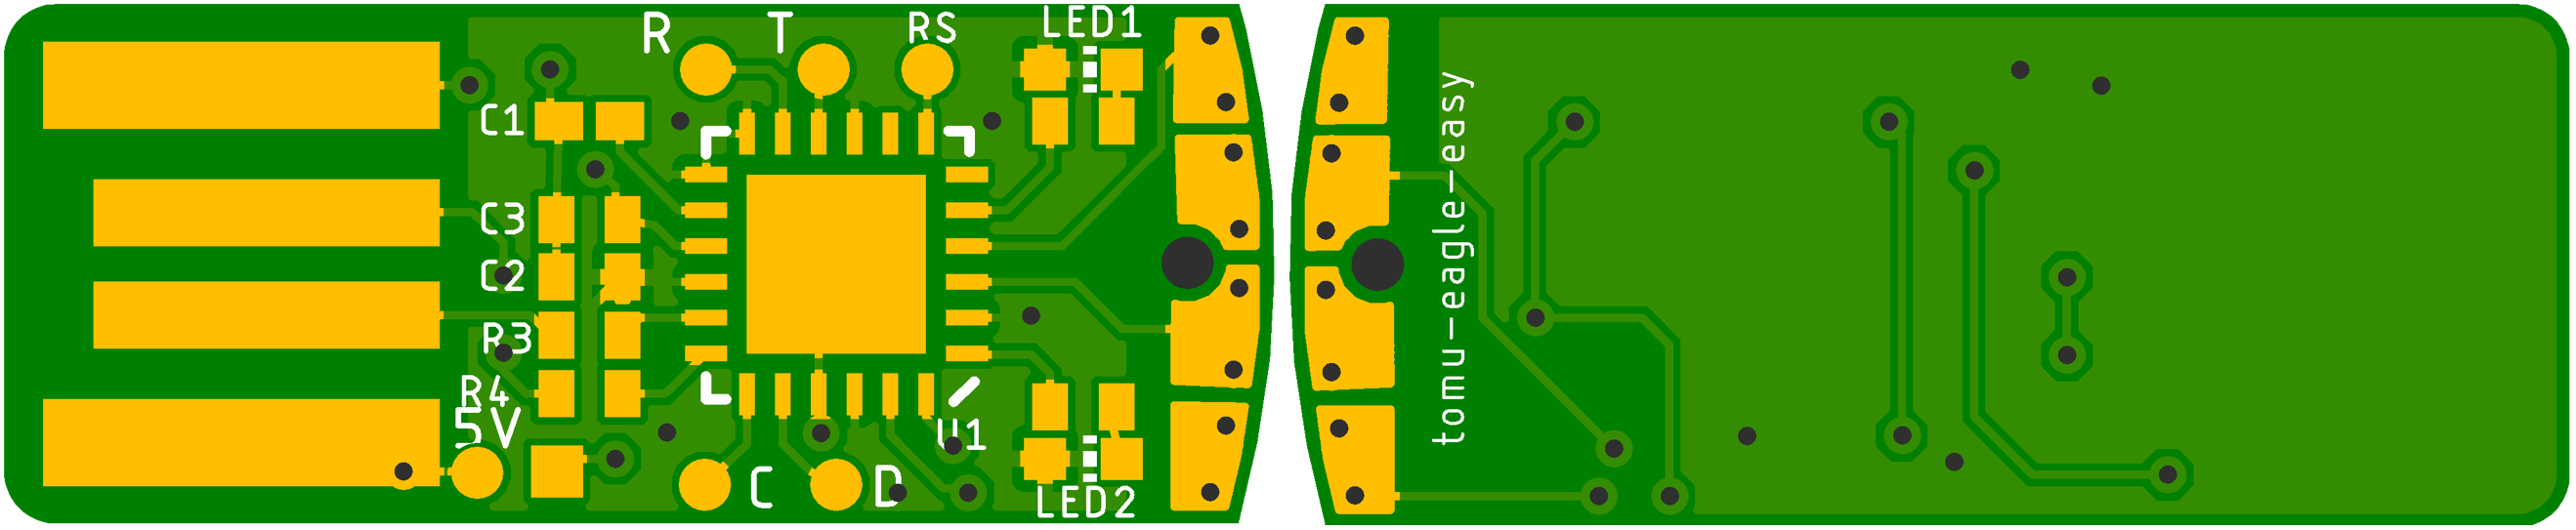 R
T
RS
LED1
C1
C3
C2
R3
R4
5V
U1
C
D
LED2
tomu-eagle-easy